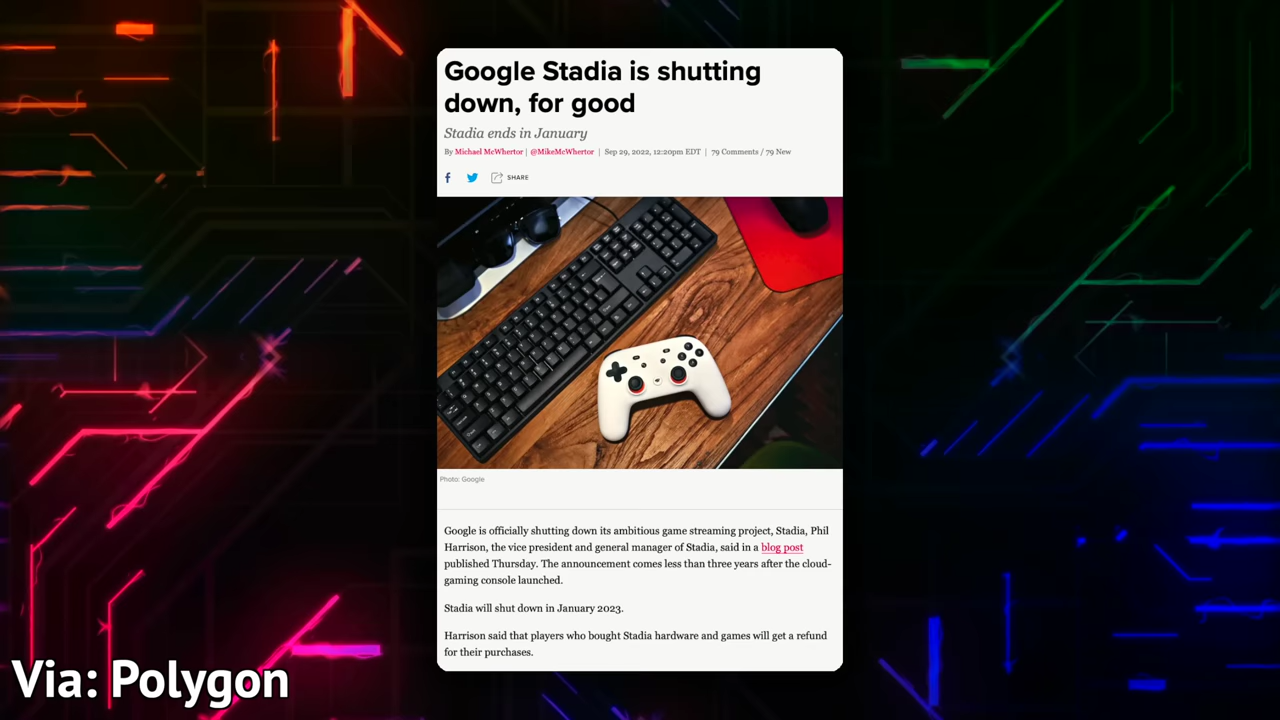 Google Stadia is shutting
down, for good
Stadia ends in January
By Michael McWhertor | @MikeMcWhertor | Sep 29, 2022, 12:20pm EDT | 79 Comments / 79 New
SHARE
Photo: Google
Google is officially shutting down its ambitious game streaming project, Stadia, Phil
Harrison, the vice president and general manager of Stadia, said in a blog post
published Thursday. The announcement comes less than three years after the cloud-
gaming console launched.
Stadia will shut down in January 2023.
Harrison said that players who bought Stadia hardware and games will get a refund
for their purchases.
Via: Polygon